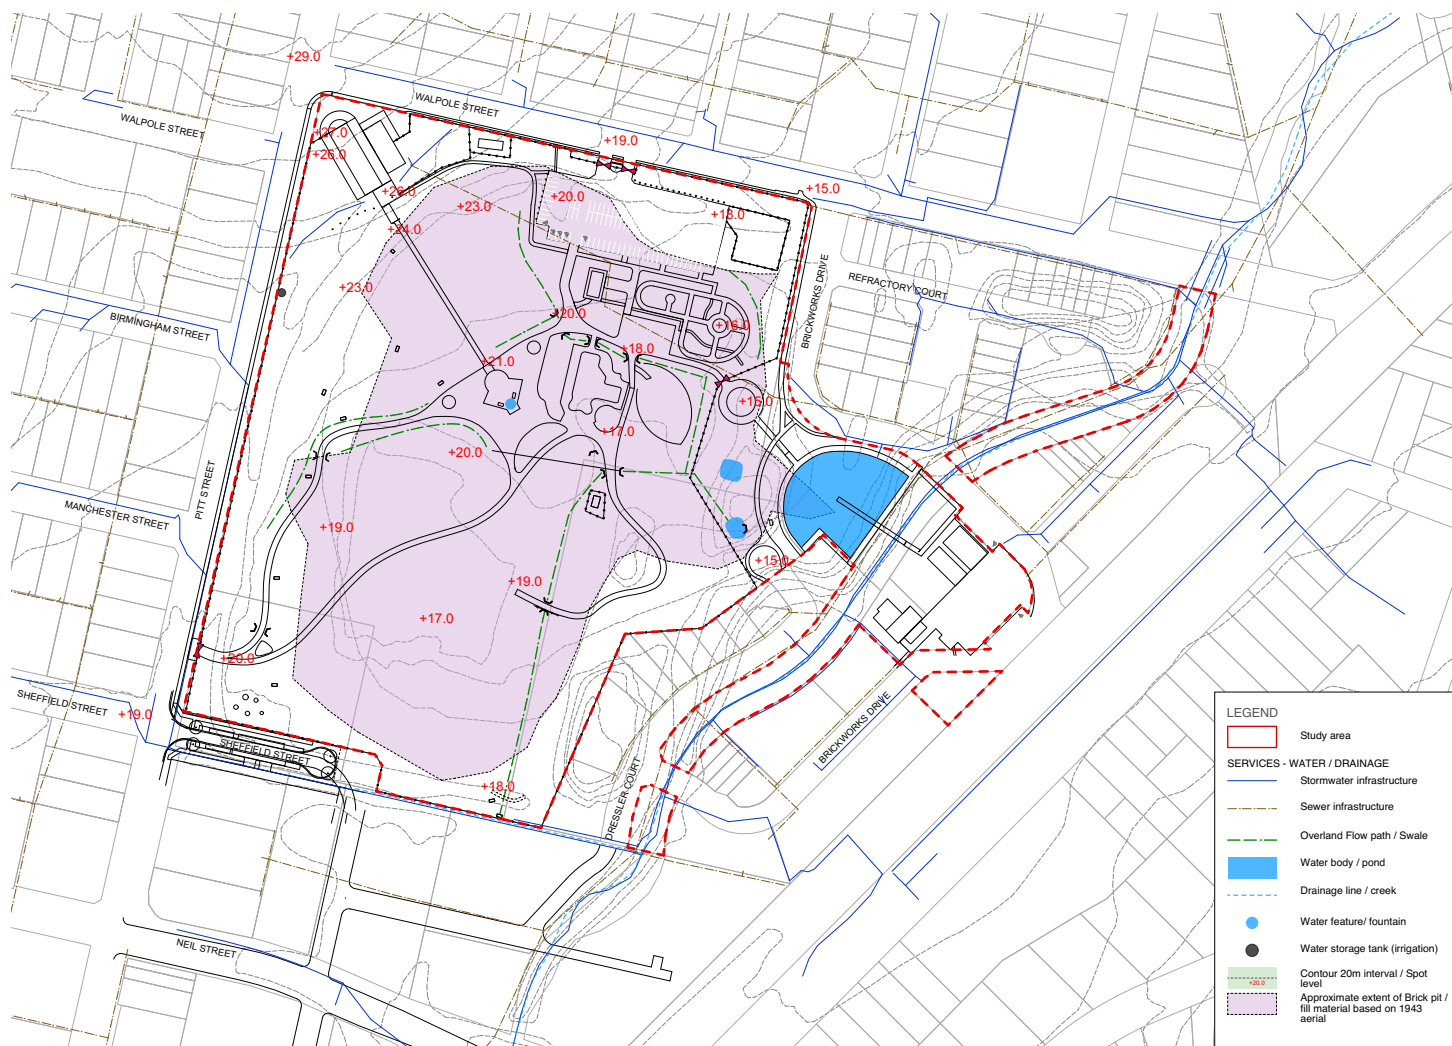 +29.0
WALPOLE STREET
WALPOLE STREET
+27.0
+26.0
+19.0
+15.0
+26.0
+20.0
+23.0
+18.0
+24.0
BRICKWORKS DRIVE
REFRACTORY COURT
+23.0
BIRMINGHAM STREET
+20.0
+16.0
+18.0
+21.0
+16.0
+17.0
+20.0
PITT STREET
MANCHESTER STREET
+19.0
+15.0
+19.0
+17.0
+20.0
SHEFFIELD STREET
+19.0
SHEFFIELD STREET
BRICKWORKS DRIVE
+18.0
DRESSLER COURT
NEIL STREET
LEGEND
Study area
SERVICES - WATER / DRAINAGE
Stormwater infrastructure
Sewer infrastructure
Overland Flow path / Swale
Water body / pond
Drainage line / creek
Water feature/ fountain
Water storage tank (irrigation)
Contour 20m interval / Spot
level
+20.0
Approximate extent of Brick pit /
fill material based on 1943
aerial